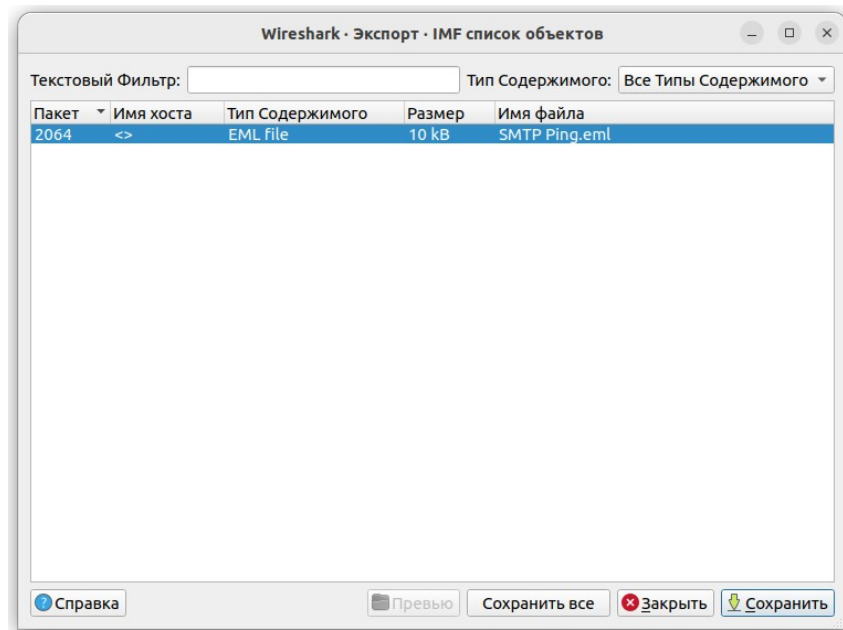 Wireshark · Экспорт · IMF список объектов
Текстовый Фильтр: Тип Содержимого: Все Типы Содержимого
Пакет Имя хоста Тип Содержимого Размер Имя файла
2064 <> EML file 10 kB SMTP Ping.eml
Справка Превью Сохранить все Закрыть Сохранить